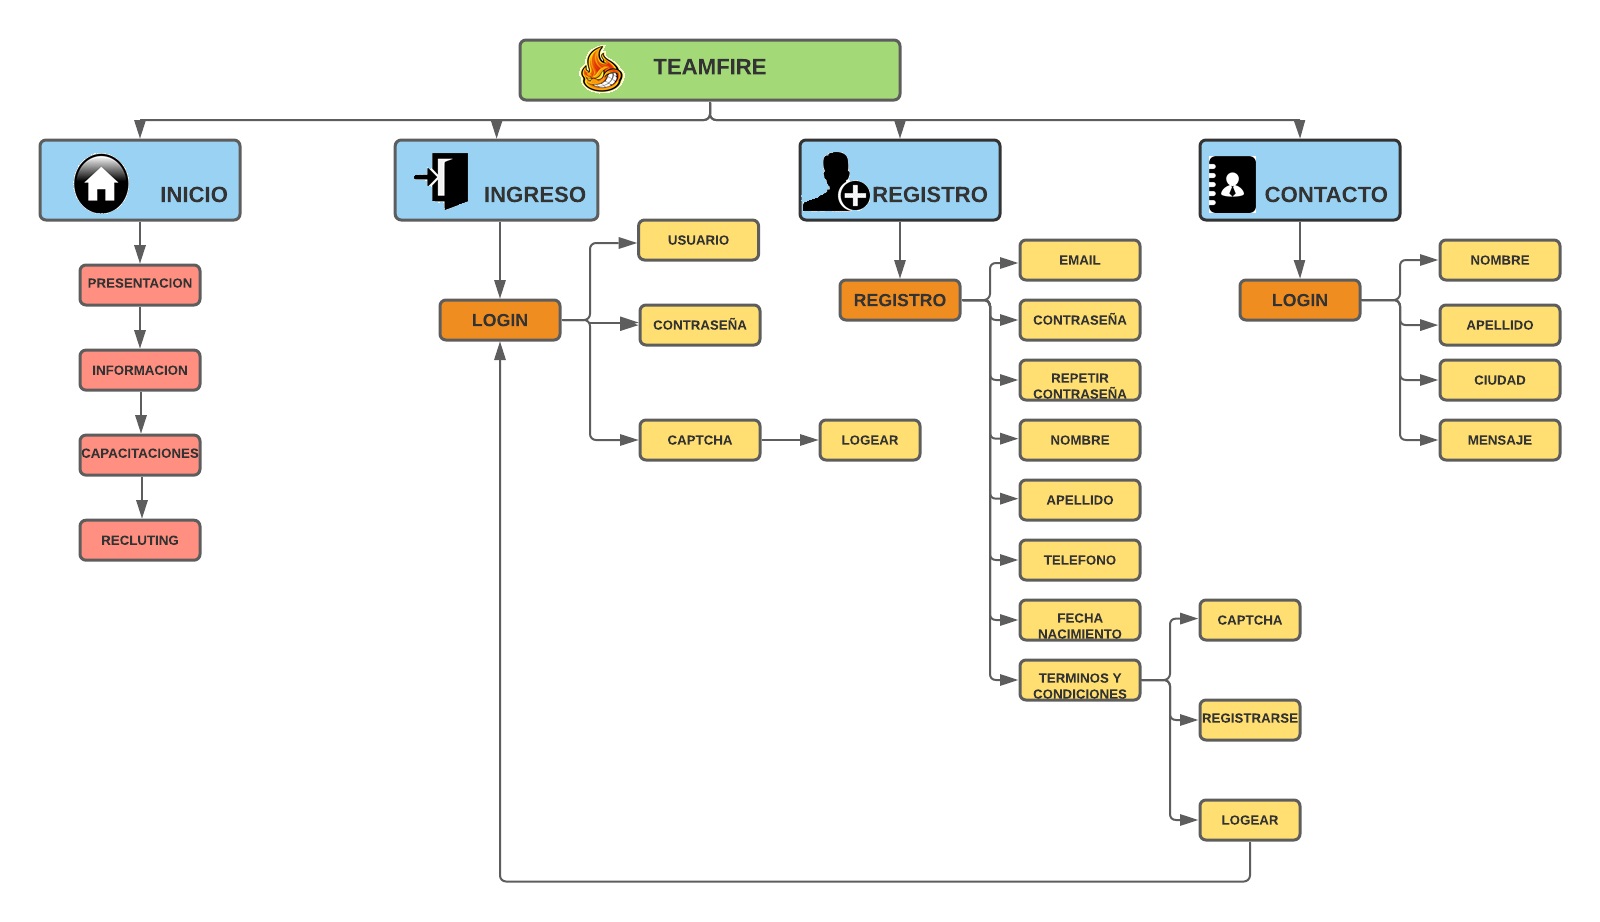 TEAMFIRE
INICIO
INGRESO
REGISTRO
CONTACTO
PRESENTACION
INFORMACION
CAPACITACIONES
RECLUTING
LOGIN
USUARIO
CONTRASEÑA
CAPTCHA
LOGEAR
REGISTRO
EMAIL
CONTRASEÑA
REPETIR
CONTRASEÑA
NOMBRE
APELLIDO
TELEFONO
FECHA
NACIMIENTO
TERMINOS Y
CONDICIONES
CAPTCHA
REGISTRARSE
LOGEAR
LOGIN
NOMBRE
APELLIDO
CIUDAD
MENSAJE